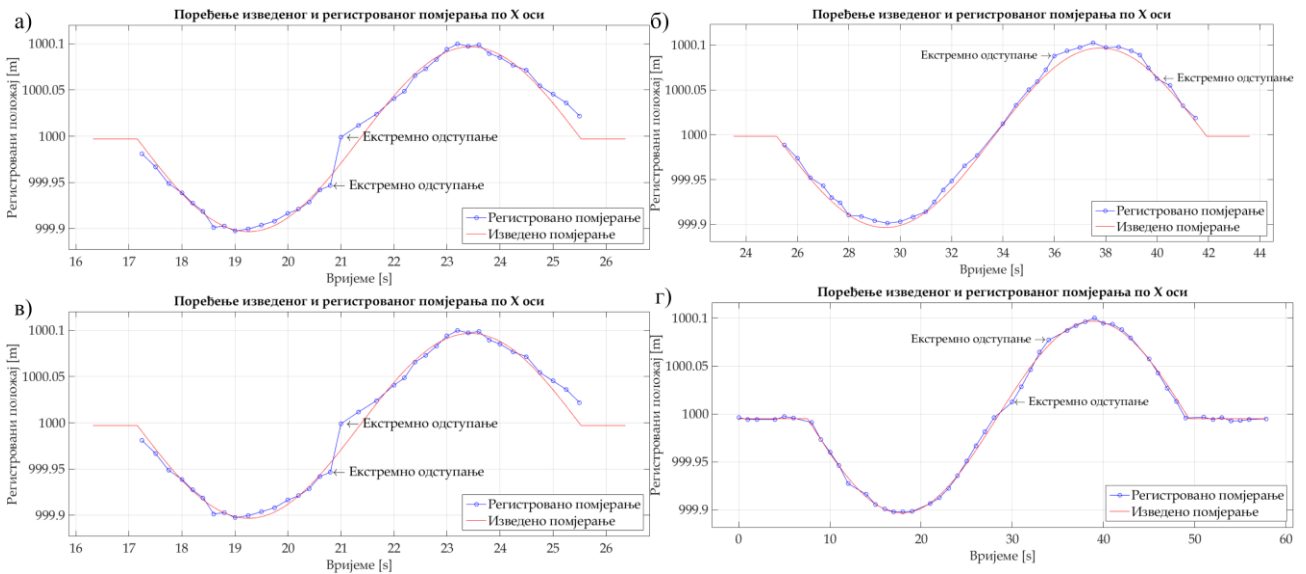 а)
Поређење изведеног и регистрованог помјерања по X оси
Регистровани положај [m]
1000.1
1000.05
1000
999.95
999.9
Екстремно одступање
Екстремно одступање
Регистровано помјерање
Изведено помјерање
16 17 18 19 20 21 22 23 24 25 26
Вријеме [s]
б)
Поређење изведеног и регистрованог помјерања по X оси
Регистровани положај [m]
1000.1
1000.05
1000
999.95
999.9
Екстремно одступање
Екстремно одступање
Регистровано помјерање
Изведено помјерање
24 26 28 30 32 34 36 38 40 42 44
Вријеме [s]
в)
Поређење изведеног и регистрованог помјерања по X оси
Регистровани положај [m]
1000.1
1000.05
1000
999.95
999.9
Екстремно одступање
Екстремно одступање
Регистровано помјерање
Изведено помјерање
16 17 18 19 20 21 22 23 24 25 26
Вријеме [s]
г)
Поређење изведеног и регистрованог помјерања по X оси
Регистровани положај [m]
1000.1
1000.05
1000
999.95
999.9
Екстремно одступање
Екстремно одступање
Регистровано помјерање
Изведено помјерање
0 10 20 30 40 50 60
Вријеме [s]